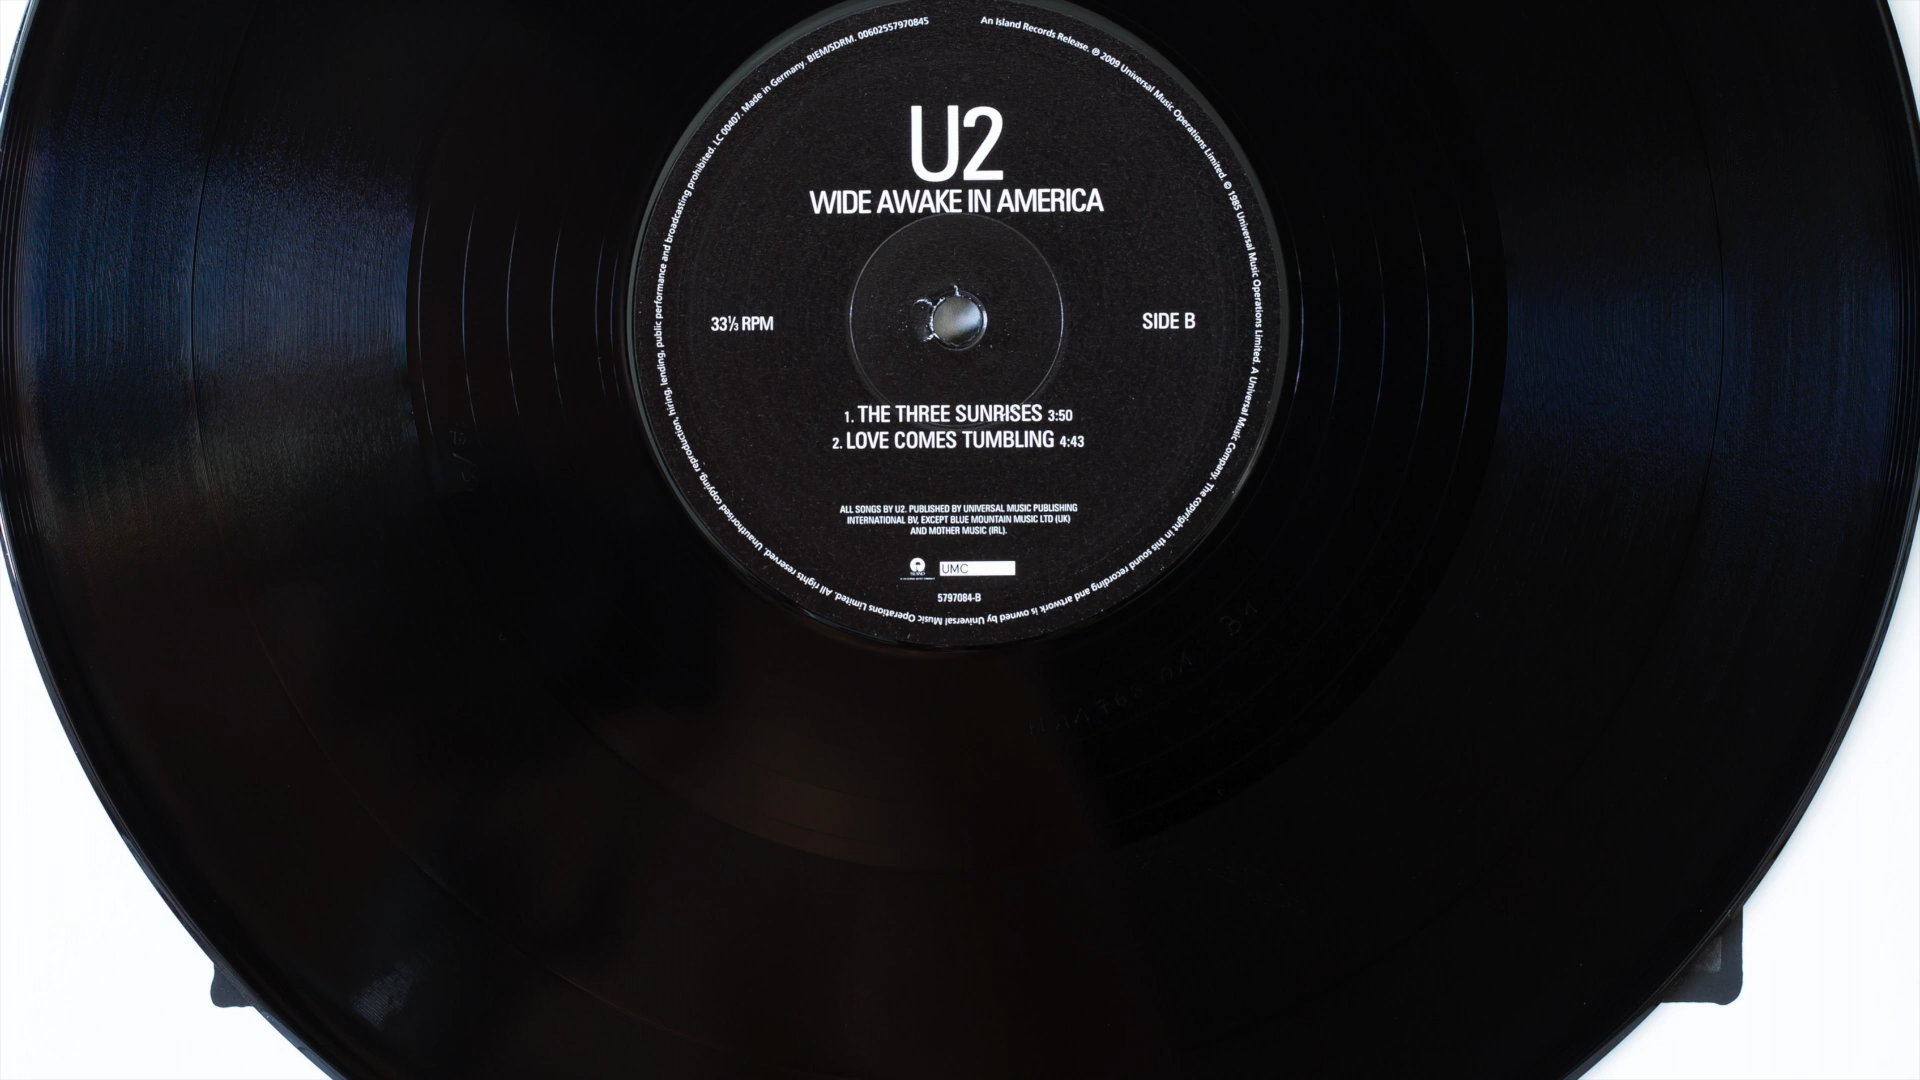 An Island Records Release. ℗ 2009 Universal Music Operations Limited. © 1985 Universal Music Operations Limited. A Universal Music Company. The copyright in this sound recording and artwork is owned by Universal Music Operations Limited. All rights reserved. Unauthorised copying, reproduction, hiring, lending, public performance and broadcasting prohibited. LC 00407. Made in Germany. BIEM/SDRM. 00602557970845
U2
WIDE AWAKE IN AMERICA
33⅓ RPM
SIDE B
1. THE THREE SUNRISES 3:50
2. LOVE COMES TUMBLING 4:43
ALL SONGS BY U2. PUBLISHED BY UNIVERSAL MUSIC PUBLISHING
INTERNATIONAL BV, EXCEPT BLUE MOUNTAIN MUSIC LTD (UK)
AND MOTHER MUSIC (IRL).
ISLAND
UMC
5797084-B